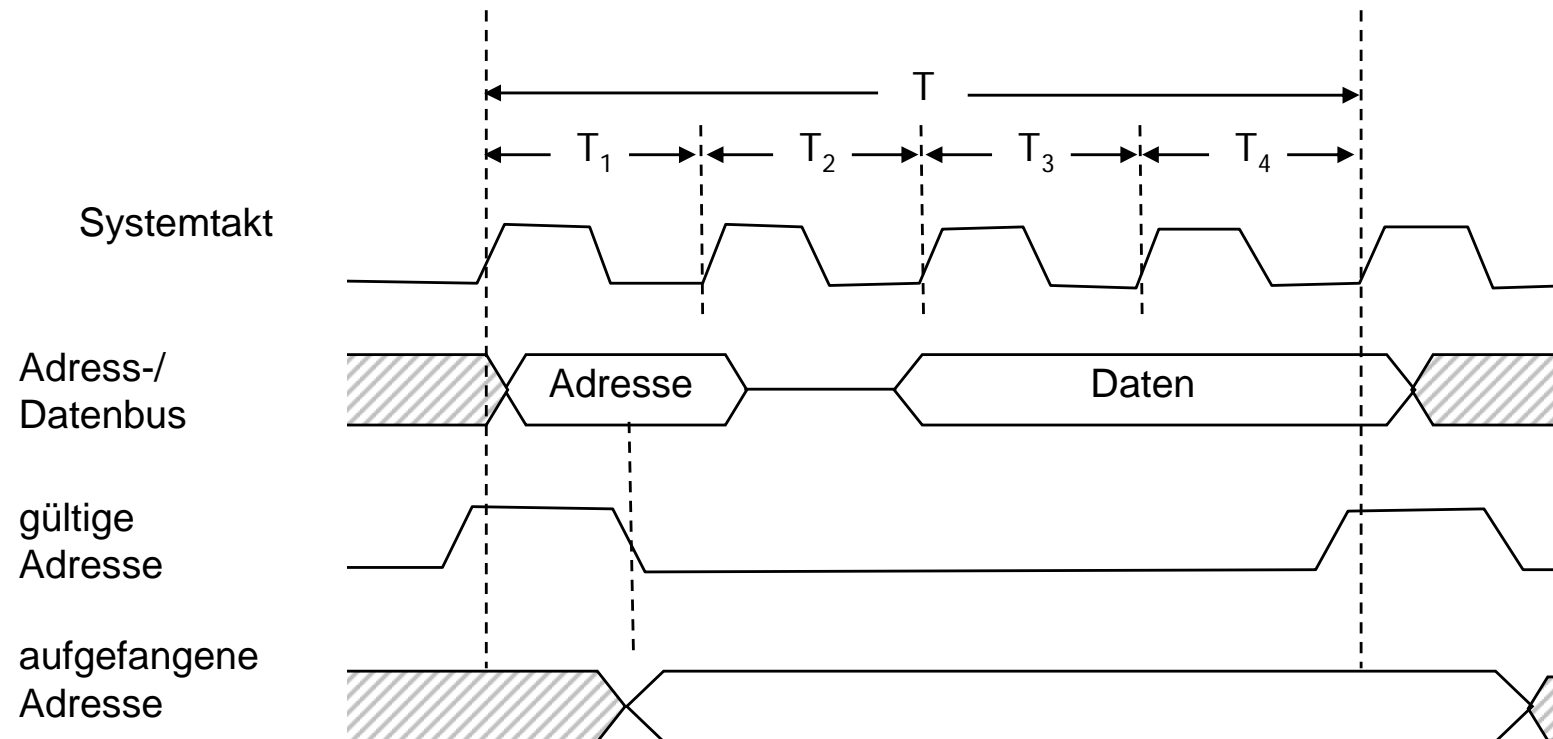 T
T₁
T₂
T₃
T₄
Systemtakt
Adress-/
Datenbus
Adresse
Daten
gültige
Adresse
aufgefangene
Adresse